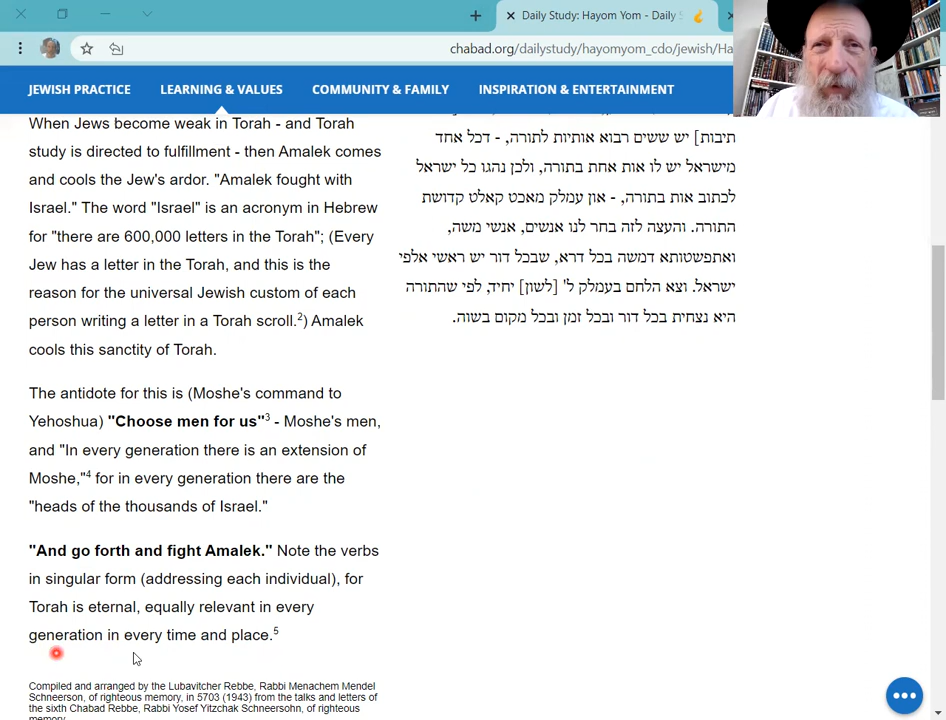 Daily Study: Hayom Yom - Daily S
chabad.org/dailystudy/hayomyom_cdo/jewish/Ha
JEWISH PRACTICE
LEARNING & VALUES
COMMUNITY & FAMILY
INSPIRATION & ENTERTAINMENT
When Jews become weak in Torah - and Torah
study is directed to fulfillment - then Amalek comes
and cools the Jew's ardor. "Amalek fought with
Israel." The word "Israel" is an acronym in Hebrew
for "there are 600,000 letters in the Torah"; (Every
Jew has a letter in the Torah, and this is the
reason for the universal Jewish custom of each
person writing a letter in a Torah scroll.²) Amalek
cools this sanctity of Torah.
The antidote for this is (Moshe's command to
Yehoshua) "Choose men for us"³ - Moshe's men,
and "In every generation there is an extension of
Moshe,"⁴ for in every generation there are the
"heads of the thousands of Israel."
"And go forth and fight Amalek." Note the verbs
in singular form (addressing each individual), for
Torah is eternal, equally relevant in every
generation in every time and place.⁵
Compiled and arranged by the Lubavitcher Rebbe, Rabbi Menachem Mendel
Schneerson, of righteous memory, in 5703 (1943) from the talks and letters of
the sixth Chabad Rebbe, Rabbi Yosef Yitzchak Schneersohn, of righteous
memory.
תיבות] יש ששים רבוא אותיות לתורה, - דכל אחד
מישראל יש לו אות אחת בתורה, ולכן נהגו כל ישראל
לכתוב אות בתורה, - און עמלק מאכט קאלט קדושת
התורה. והעצה לזה בחר לנו אנשים, אנשי משה,
ואתפשטותא דמשה בכל דרא, שבכל דור יש ראשי אלפי
ישראל. וצא הלחם בעמלק ל' [לשון] יחיד, לפי שהתורה
היא נצחית בכל דור ובכל זמן ובכל מקום בשוה.